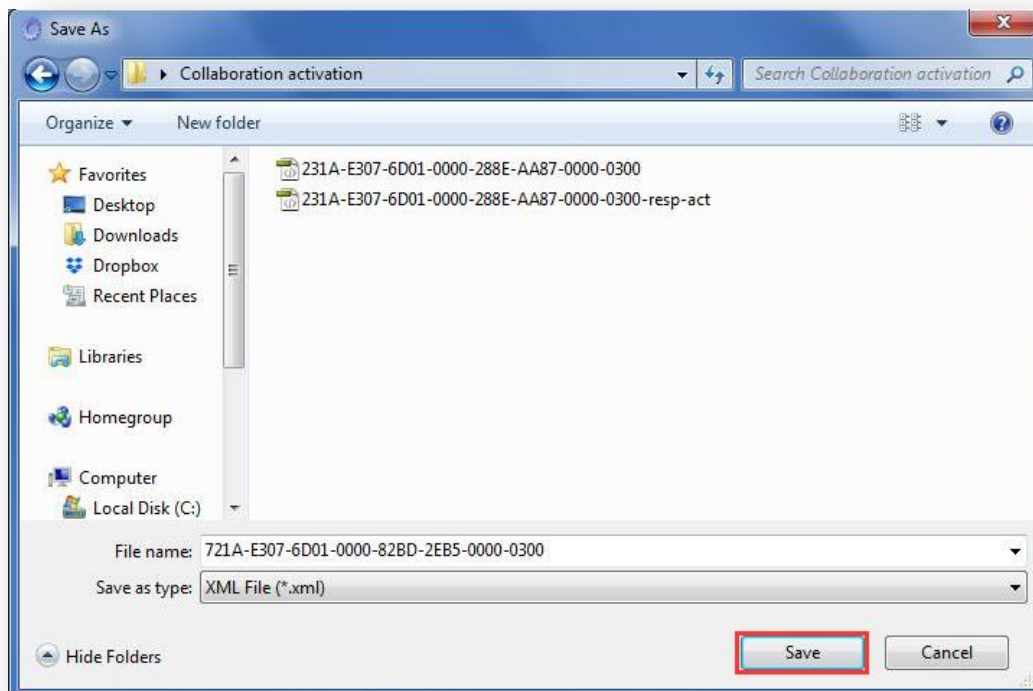 Save As
Collaboration activation
Search Collaboration activation
Organize
New folder
Favorites
Desktop
Downloads
Dropbox
Recent Places
Libraries
Homegroup
Computer
Local Disk (C:)
231A-E307-6D01-0000-288E-AA87-0000-0300
231A-E307-6D01-0000-288E-AA87-0000-0300-resp-act
File name: 721A-E307-6D01-0000-82BD-2EB5-0000-0300
Save as type: XML File (*.xml)
Hide Folders
Save
Cancel